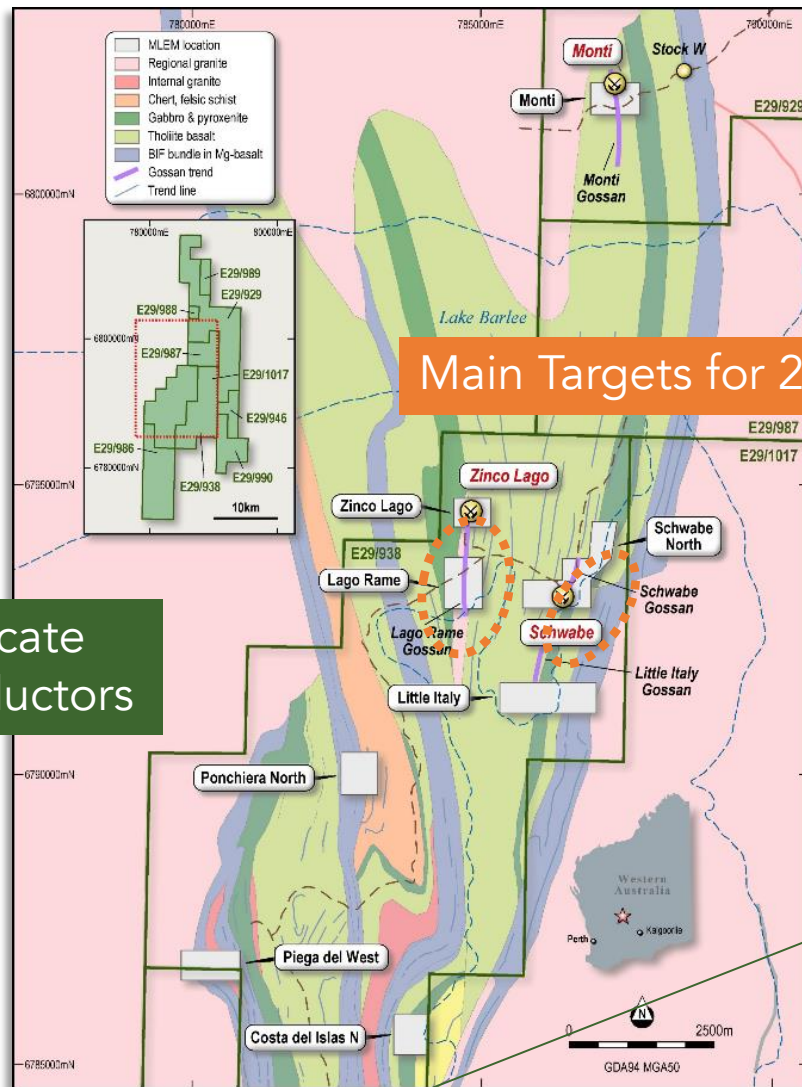 780000mE
785000mE
790000mE
MLEM location
Regional granite
Internal granite
Chert, felsic schist
Gabbro & pyroxenite
Tholiite basalt
BIF bundle in Mg-basalt
Gossan trend
Trend line
Monti
Stock W
Monti
E29/929
Monti
Gossan
6800000mN
780000mE
800000mE
E29/989
E29/929
E29/988
6800000mN
E29/987
E29/1017
E29/946
E29/986
6780000mN
E29/938
E29/990
10km
Lake Barlee
Main Targets for 2
E29/987
E29/1017
6795000mN
Zinco Lago
Zinco Lago
Schwabe
North
E29/938
Lago Rame
Schwabe
Gossan
Lago Rame
Gossan
Schwabe
cate
ductors
Little Italy
Gossan
Little Italy
6790000mN
Ponchiera North
Western
Australia
Perth
Kalgoorlie
Piega del West
Costa del Islas N
N
0
2500m
GDA94 MGA50
6785000mN